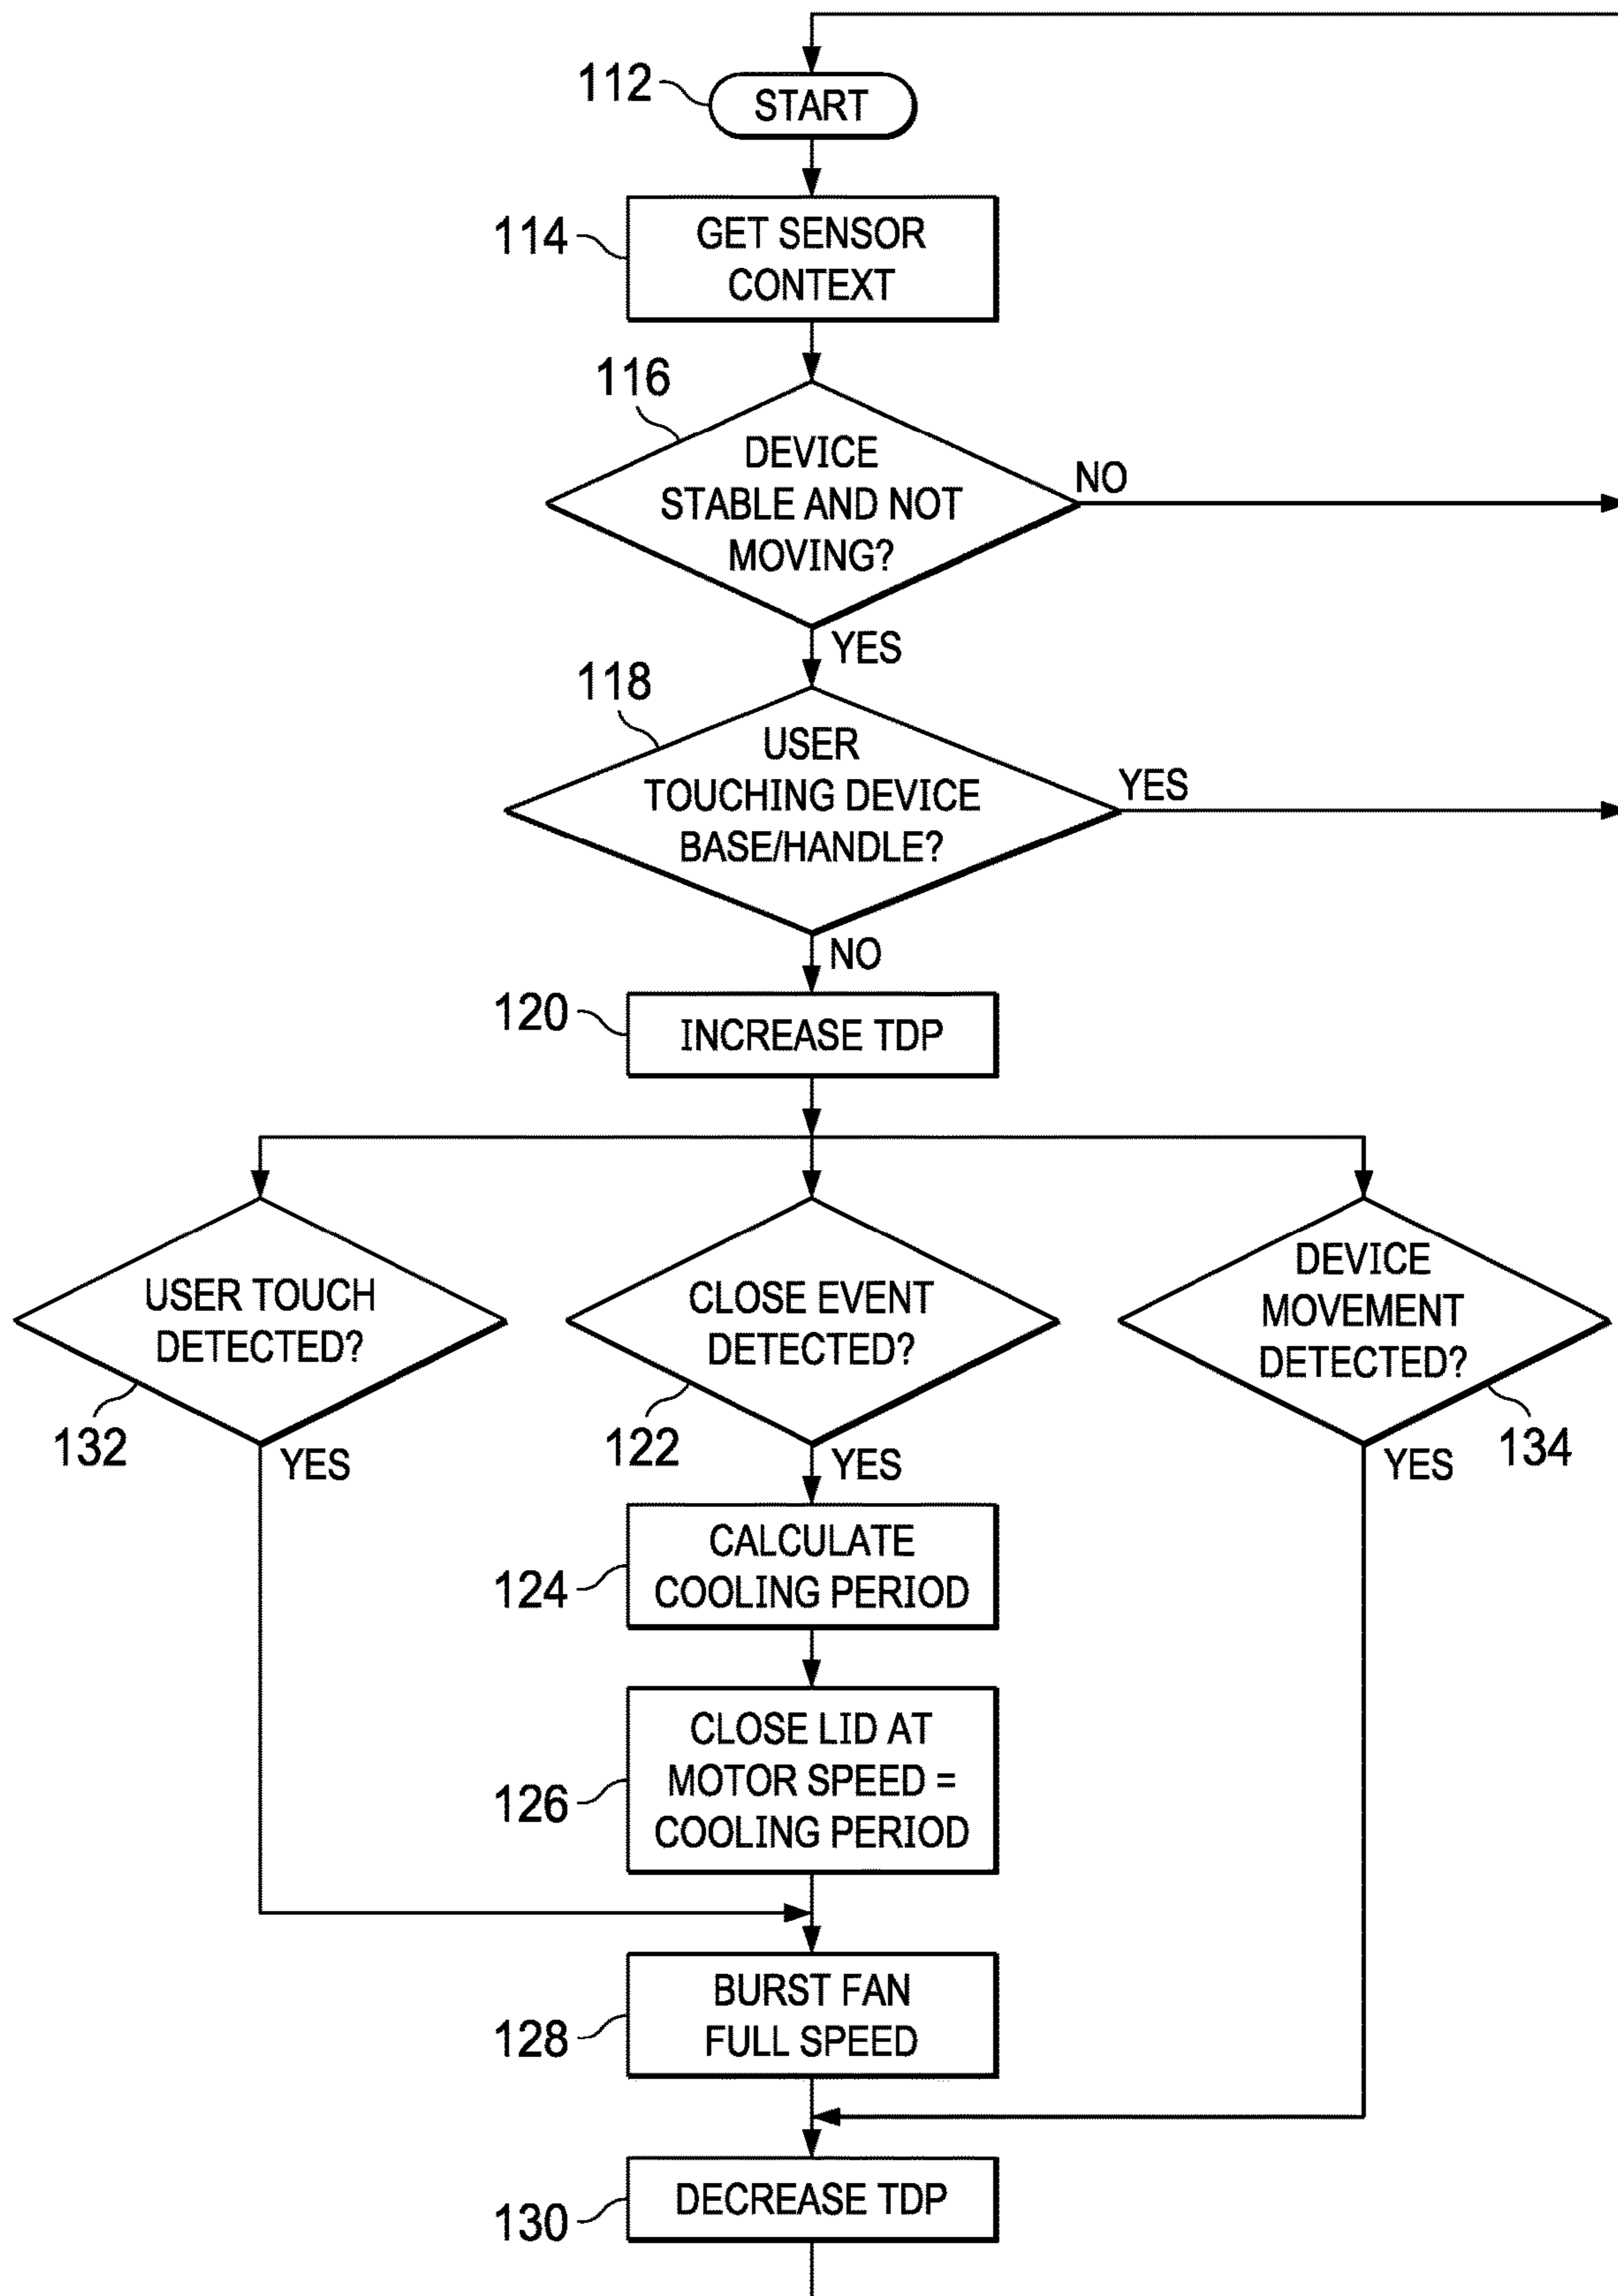 112
START
114
GET SENSOR
CONTEXT
116
DEVICE
STABLE AND NOT
MOVING?
NO
YES
118
USER
TOUCHING DEVICE
BASE/HANDLE?
YES
NO
120
INCREASE TDP
USER TOUCH
DETECTED?
132
YES
CLOSE EVENT
DETECTED?
122
YES
DEVICE
MOVEMENT
DETECTED?
134
YES
124
CALCULATE
COOLING PERIOD
126
CLOSE LID AT
MOTOR SPEED =
COOLING PERIOD
128
BURST FAN
FULL SPEED
130
DECREASE TDP